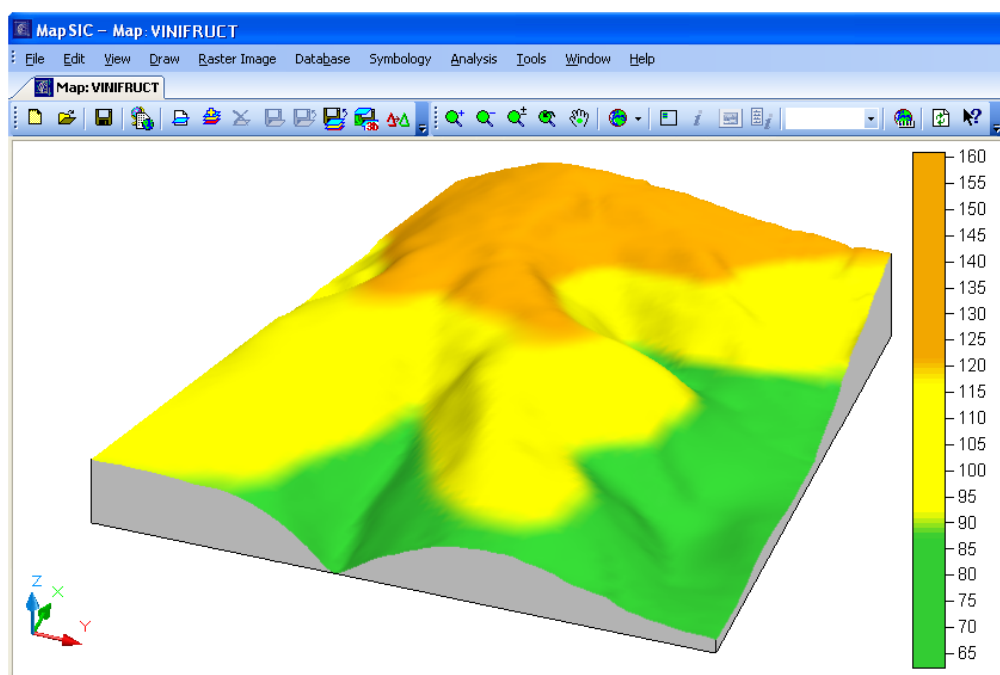 MapSIC – Map: VINIFRUCT
File Edit View Draw Raster Image Database Symbology Analysis Tools Window Help
Map: VINIFRUCT
3D
160
155
150
145
140
135
130
125
120
115
110
105
100
95
90
85
80
75
70
65
Z
X
Y